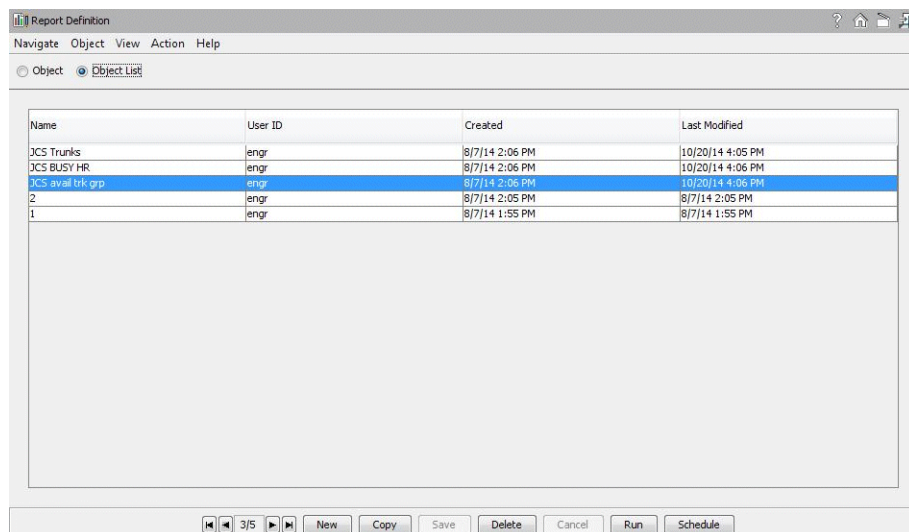 Report Definition
Navigate Object View Action Help
Object Object List
Name User ID Created Last Modified
JCS Trunks engr 8/7/14 2:06 PM 10/20/14 4:05 PM
JCS BUSY HR engr 8/7/14 2:06 PM 10/20/14 4:06 PM
JCS avail trk grp engr 8/7/14 2:06 PM 10/20/14 4:06 PM
2 engr 8/7/14 2:05 PM 8/7/14 2:05 PM
1 engr 8/7/14 1:55 PM 8/7/14 1:55 PM
3/5 New Copy Save Delete Cancel Run Schedule